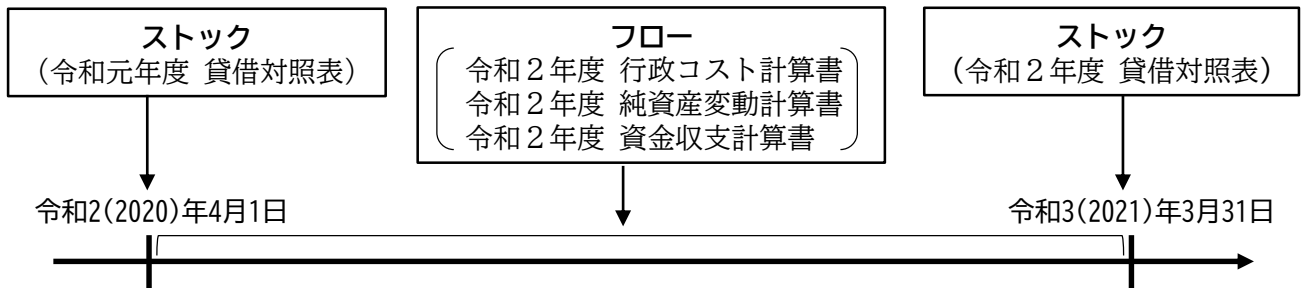 ストック
(令和元年度 貸借対照表)
フロー
令和２年度 行政コスト計算書
令和２年度 純資産変動計算書
令和２年度 資金収支計算書
ストック
(令和２年度 貸借対照表)
令和2(2020)年4月1日
令和3(2021)年3月31日